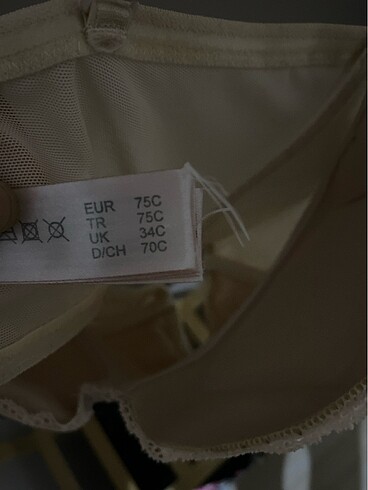 EUR 75C
TR 75C
UK 34C
D/CH 70C